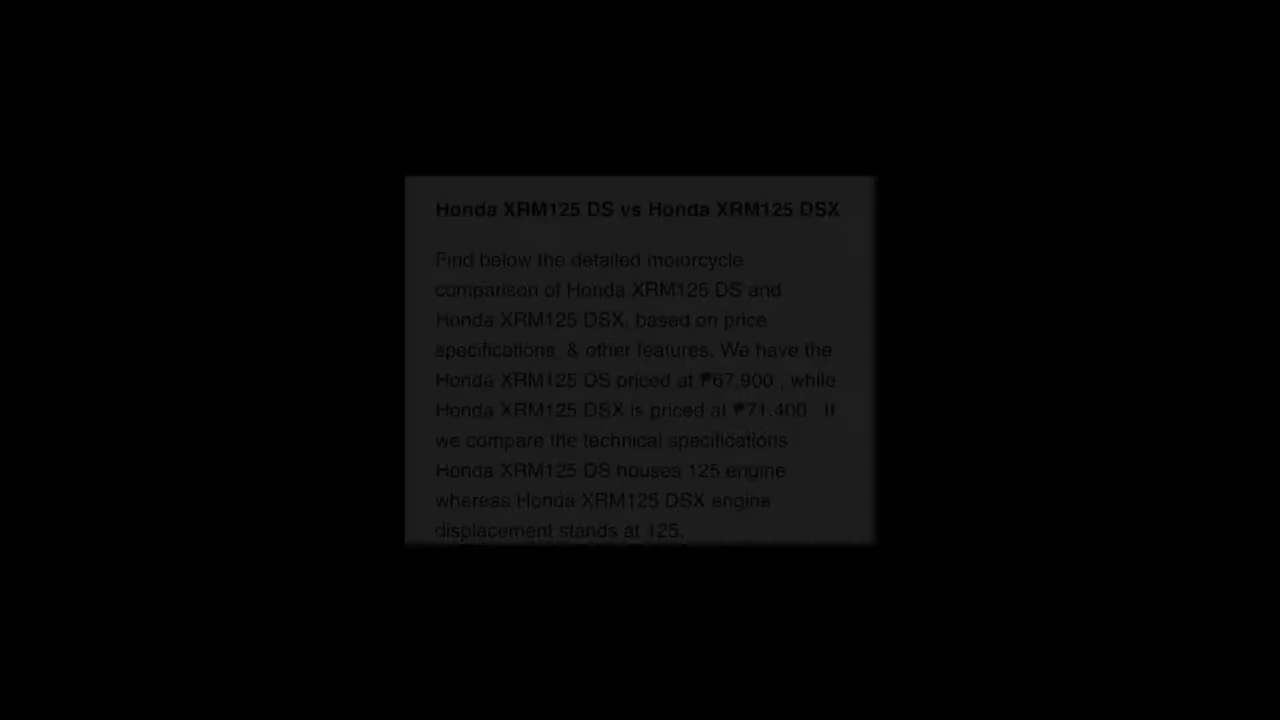 Honda XRM125 DS vs Honda XRM125 DSX
Find below the detailed motorcycle
comparison of Honda XRM125 DS and
Honda XRM125 DSX, based on price
specifications, & other features. We have the
Honda XRM125 DS priced at ₱67,900 , while
Honda XRM125 DSX is priced at ₱71,400 . If
we compare the technical specifications
Honda XRM125 DS houses 125 engine
whereas Honda XRM125 DSX engine
displacement stands at 125.